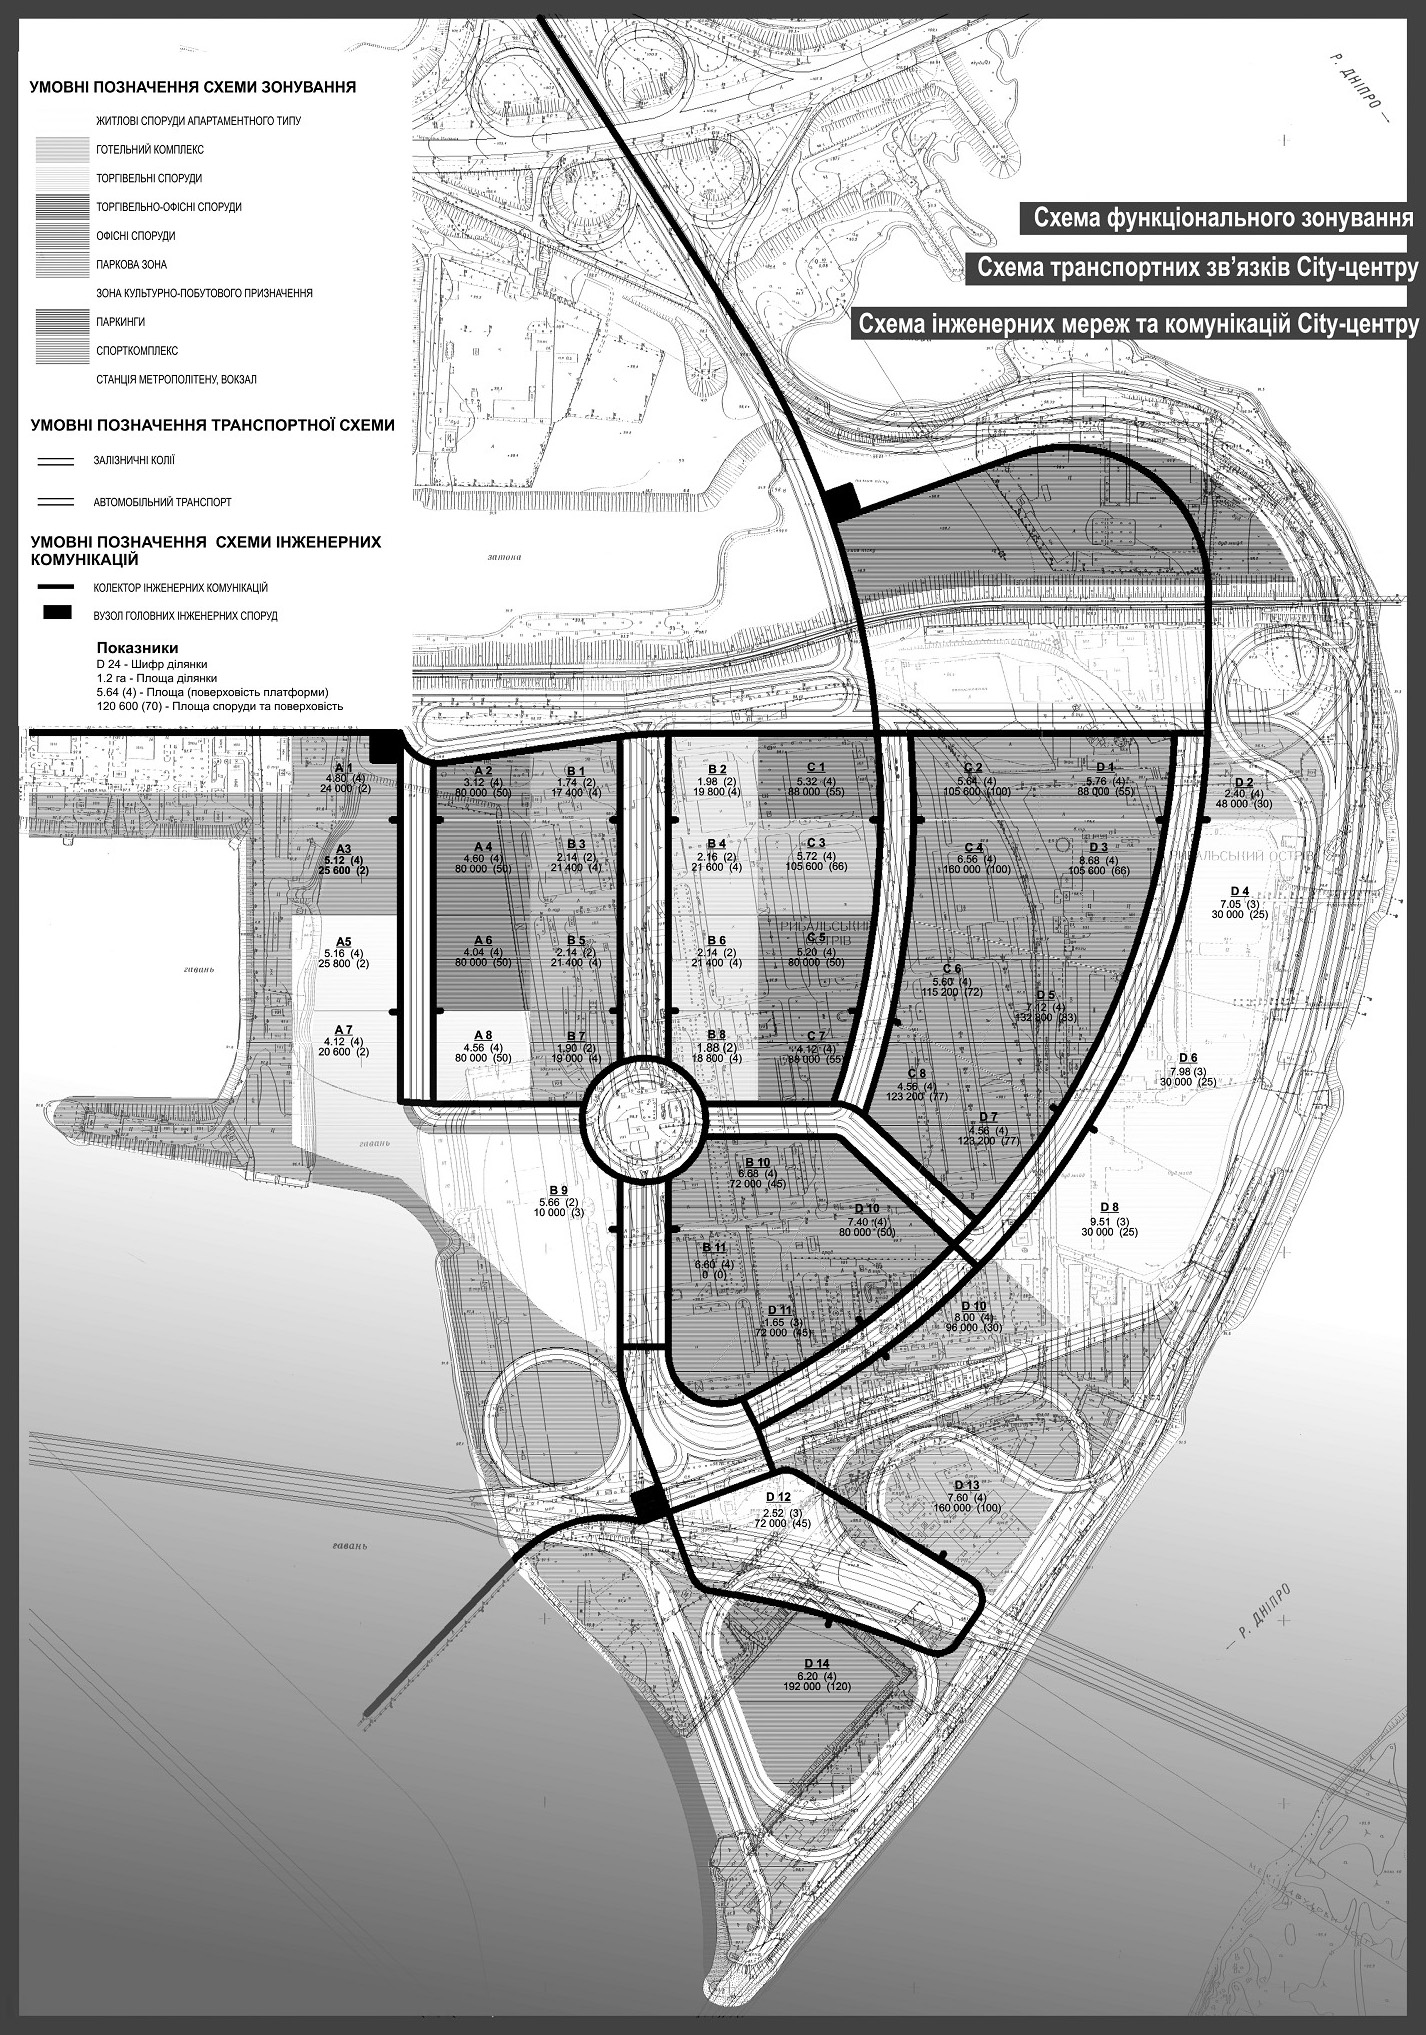 УМОВНІ ПОЗНАЧЕННЯ СХЕМИ ЗОНУВАННЯ
ЖИТЛОВІ СПОРУДИ АПАРТАМЕНТНОГО ТИПУ
ГОТЕЛЬНИЙ КОМПЛЕКС
ТОРГІВЕЛЬНІ СПОРУДИ
ТОРГІВЕЛЬНО-ОФІСНІ СПОРУДИ
ОФІСНІ СПОРУДИ
ПАРКОВА ЗОНА
ЗОНА КУЛЬТУРНО-ПОБУТОВОГО ПРИЗНАЧЕННЯ
ПАРКИНГИ
СПОРТКОМПЛЕКС
СТАНЦІЯ МЕТРОПОЛІТЕНУ, ВОКЗАЛ
УМОВНІ ПОЗНАЧЕННЯ ТРАНСПОРТНОЇ СХЕМИ
ЗАЛІЗНИЧНІ КОЛІЇ
АВТОМОБІЛЬНИЙ ТРАНСПОРТ
УМОВНІ ПОЗНАЧЕННЯ СХЕМИ ІНЖЕНЕРНИХ
КОМУНІКАЦІЙ
КОЛЕКТОР ІНЖЕНЕРНИХ КОМУНІКАЦІЙ
ВУЗОЛ ГОЛОВНИХ ІНЖЕНЕРНИХ СПОРУД
Показники
D 24 - Шифр ділянки
1.2 га - Площа ділянки
5.64 (4) - Площа (поверховість платформи)
120 600 (70) - Площа споруди та поверховість
Р. ДНІПРО
Схема функціонального зонування
Схема транспортних зв’язків City-центру
Схема інженерних мереж та комунікацій City-центру
затона
A 1
4.80 (4)
24 000 (2)
A 2
3.12 (4)
80 000 (50)
B 1
1.74 (2)
17 400 (4)
B 2
1.98 (2)
19 800 (4)
C 1
5.32 (4)
88 000 (55)
C 2
5.64 (4)
105 600 (100)
D 1
5.76 (4)
88 000 (55)
D 2
2.40 (4)
48 000 (30)
A3
5.12 (4)
25 600 (2)
A 4
4.60 (4)
80 000 (50)
B 3
2.14 (2)
21 400 (4)
B 4
2.16 (2)
21 600 (4)
C 3
5.72 (4)
105 600 (66)
C 4
6.56 (4)
160 000 (100)
D 3
8.68 (4)
105 600 (66)
РИБАЛЬСЬКИЙ ОСТРІВ
D 4
7.05 (3)
30 000 (25)
A5
5.16 (4)
25 800 (2)
A 6
4.04 (4)
80 000 (50)
B 5
2.14 (2)
21 400 (4)
B 6
2.14 (2)
21 400 (4)
РИБАЛЬСЬКИЙ
ОСТРІВ
C 5
5.20 (4)
80 000 (50)
C 6
5.60 (4)
115 200 (72)
D 5
7.12 (4)
132 800 (83)
гавань
A 7
4.12 (4)
20 600 (2)
A 8
4.56 (4)
80 000 (50)
B 7
1.90 (2)
19 000 (4)
B 8
1.88 (2)
18 800 (4)
C 7
4.12 (4)
88 000 (55)
C 8
4.56 (4)
123 200 (77)
D 6
7.98 (3)
30 000 (25)
D 7
4.56 (4)
123 200 (77)
гавань
B 9
5.66 (2)
10 000 (3)
B 10
6.68 (4)
72 000 (45)
D 10
7.40 (4)
80 000 (50)
D 8
9.51 (3)
30 000 (25)
B 11
6.60 (4)
0 (0)
D 11
1.65 (3)
72 000 (45)
D 10
8.00 (4)
96 000 (30)
D 12
2.52 (3)
72 000 (45)
D 13
7.60 (4)
160 000 (100)
гавань
Р. ДНІПРО
D 14
6.20 (4)
192 000 (120)